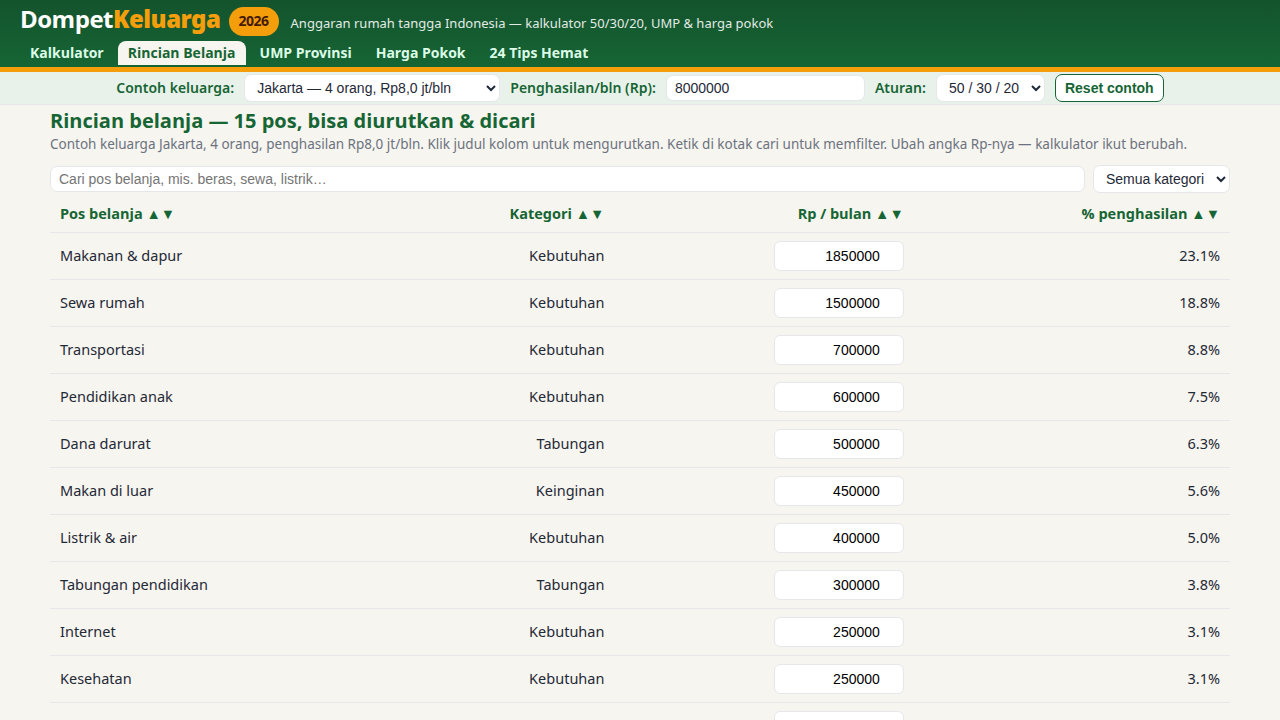 DompetKeluarga 2026 Anggaran rumah tangga Indonesia — kalkulator 50/30/20, UMP & harga pokok
Kalkulator Rincian Belanja UMP Provinsi Harga Pokok 24 Tips Hemat
Contoh keluarga: Jakarta — 4 orang, Rp8,0 jt/bln Penghasilan/bln (Rp): 8000000 Aturan: 50 / 30 / 20 Reset contoh
Rincian belanja — 15 pos, bisa diurutkan & dicari
Contoh keluarga Jakarta, 4 orang, penghasilan Rp8,0 jt/bln. Klik judul kolom untuk mengurutkan. Ketik di kotak cari untuk memfilter. Ubah angka Rp-nya — kalkulator ikut berubah.
Cari pos belanja, mis. beras, sewa, listrik… Semua kategori
Pos belanja ▲▼ Kategori ▲▼ Rp / bulan ▲▼ % penghasilan ▲▼
Makanan & dapur Kebutuhan 1850000 23.1%
Sewa rumah Kebutuhan 1500000 18.8%
Transportasi Kebutuhan 700000 8.8%
Pendidikan anak Kebutuhan 600000 7.5%
Dana darurat Tabungan 500000 6.3%
Makan di luar Keinginan 450000 5.6%
Listrik & air Kebutuhan 400000 5.0%
Tabungan pendidikan Tabungan 300000 3.8%
Internet Kebutuhan 250000 3.1%
Kesehatan Kebutuhan 250000 3.1%